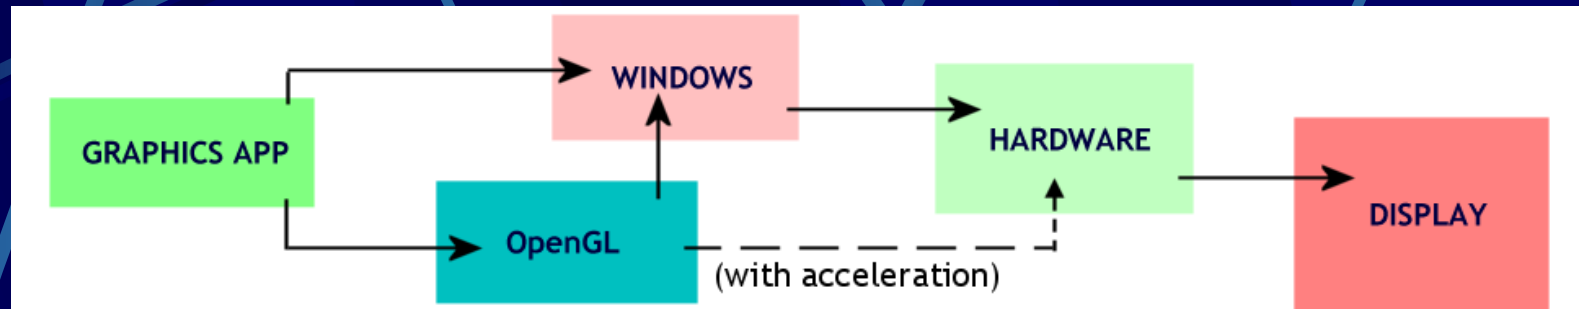 WINDOWS
GRAPHICS APP
HARDWARE
DISPLAY
OpenGL
(with acceleration)